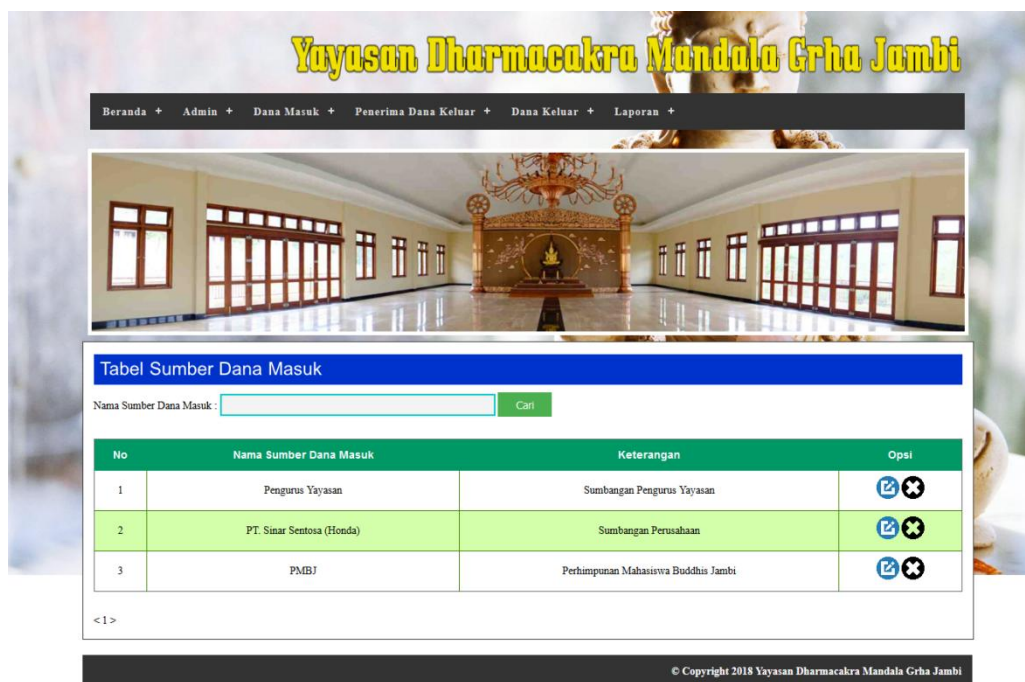 Yayasan Dharmacakra Mandala Grha Jambi
Beranda + Admin + Dana Masuk + Penerima Dana Keluar + Dana Keluar + Laporan +
Tabel Sumber Dana Masuk
Nama Sumber Dana Masuk : Cari
No Nama Sumber Dana Masuk Keterangan Opsi
1 Pengurus Yayasan Sumbangan Pengurus Yayasan
2 PT. Sinar Sentosa (Honda) Sumbangan Perusahaan
3 PMBJ Perhimpunan Mahasiswa Buddhis Jambi
< 1 >
© Copyright 2018 Yayasan Dharmacakra Mandala Grha Jambi